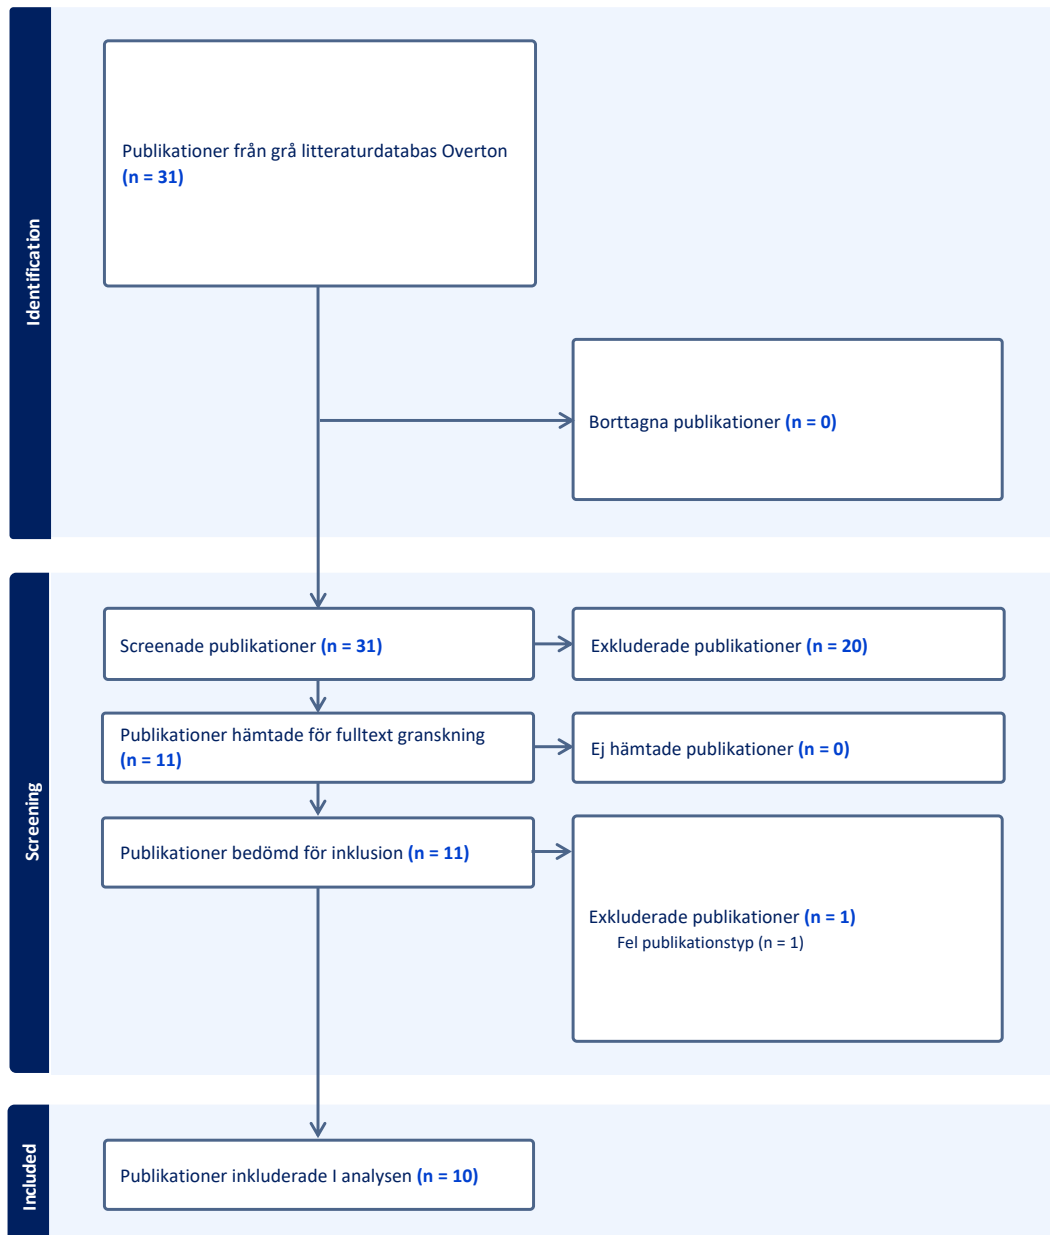 Identification
Publikationer från grå litteraturdatabas Overton
(n = 31)
Borttagna publikationer (n = 0)
Screening
Screenade publikationer (n = 31)
Exkluderade publikationer (n = 20)
Publikationer hämtade för fulltext granskning
(n = 11)
Ej hämtade publikationer (n = 0)
Publikationer bedömd för inklusion (n = 11)
Exkluderade publikationer (n = 1)
Fel publikationstyp (n = 1)
Included
Publikationer inkluderade I analysen (n = 10)